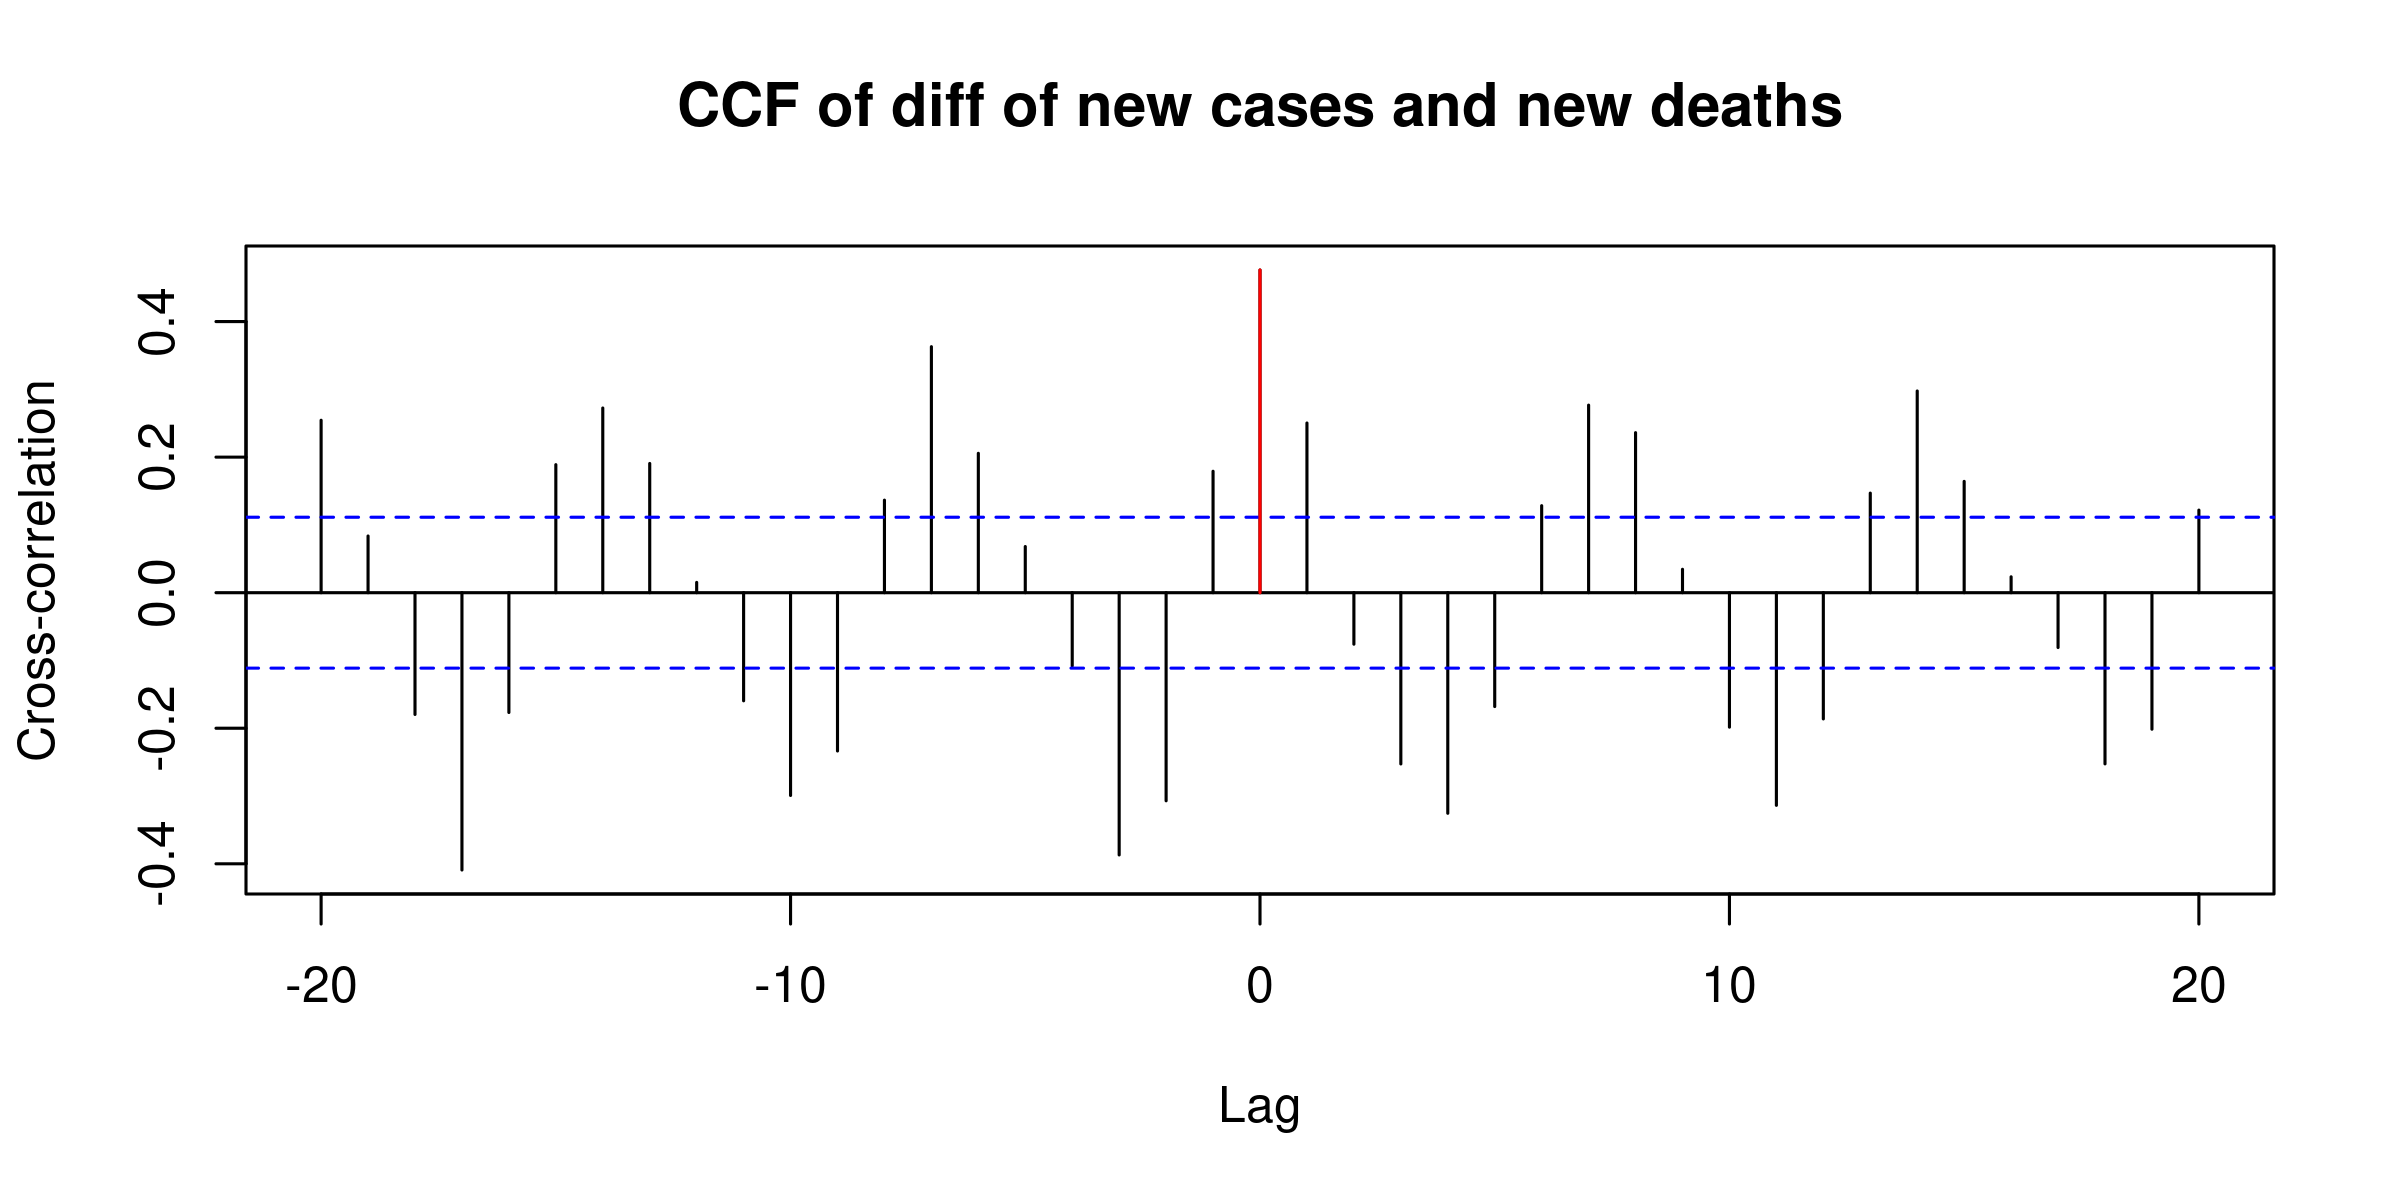 CCF of diff of new cases and new deaths
Cross-correlation
0.4
0.2
0.0
-0.2
-0.4
-20 -10 0 10 20
Lag